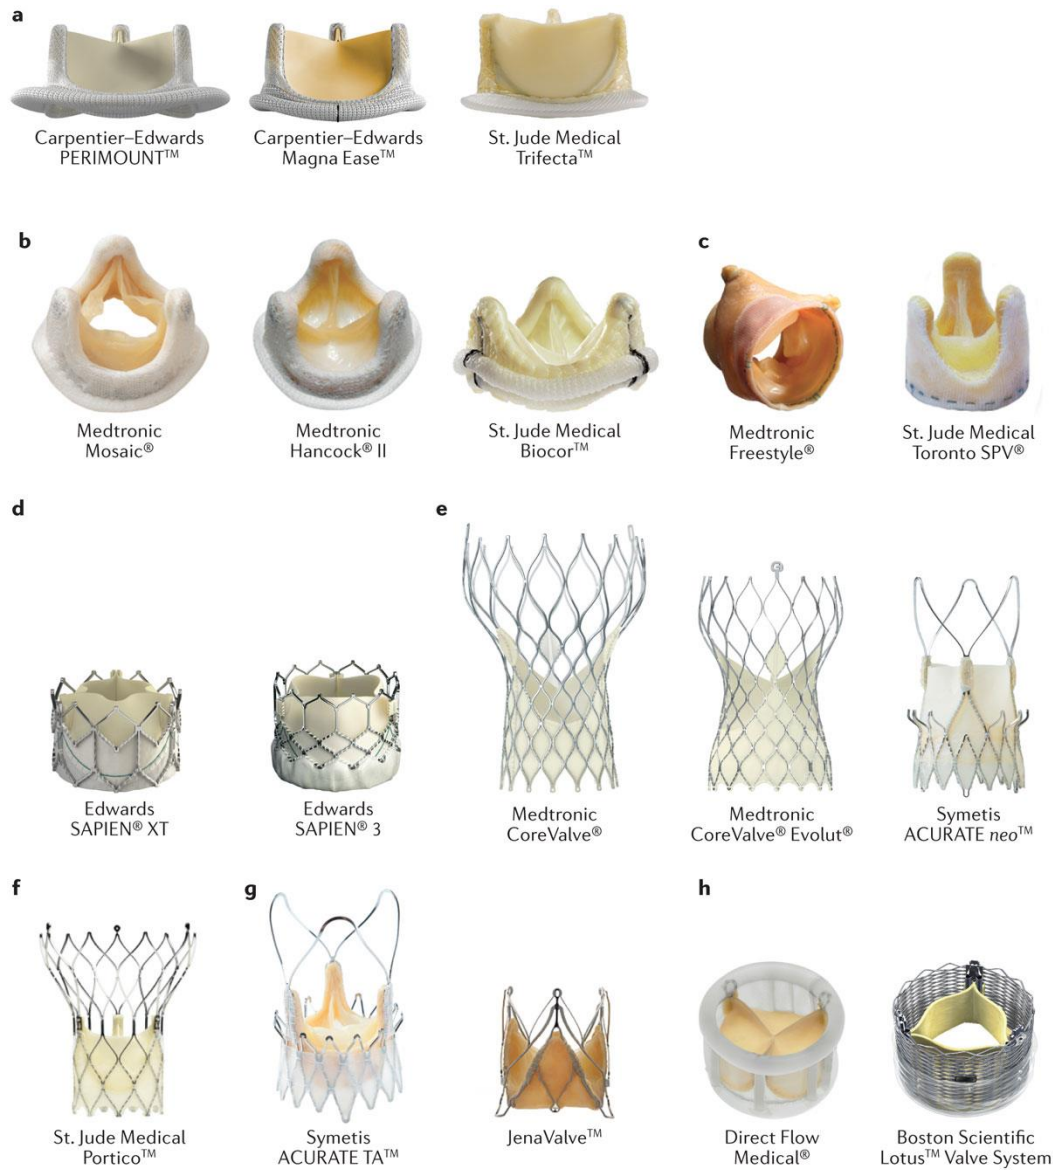 a
Carpentier–Edwards
PERIMOUNT™
Carpentier–Edwards
Magna Ease™
St. Jude Medical
Trifecta™
b
Medtronic
Mosaic®
Medtronic
Hancock® II
St. Jude Medical
Biocor™
c
Medtronic
Freestyle®
St. Jude Medical
Toronto SPV®
d
Edwards
SAPIEN® XT
Edwards
SAPIEN® 3
e
Medtronic
CoreValve®
Medtronic
CoreValve® Evolut®
Symetis
ACURATE neo™
f
St. Jude Medical
Portico™
g
Symetis
ACURATE TA™
JenaValve™
h
Direct Flow
Medical®
Boston Scientific
Lotus™ Valve System